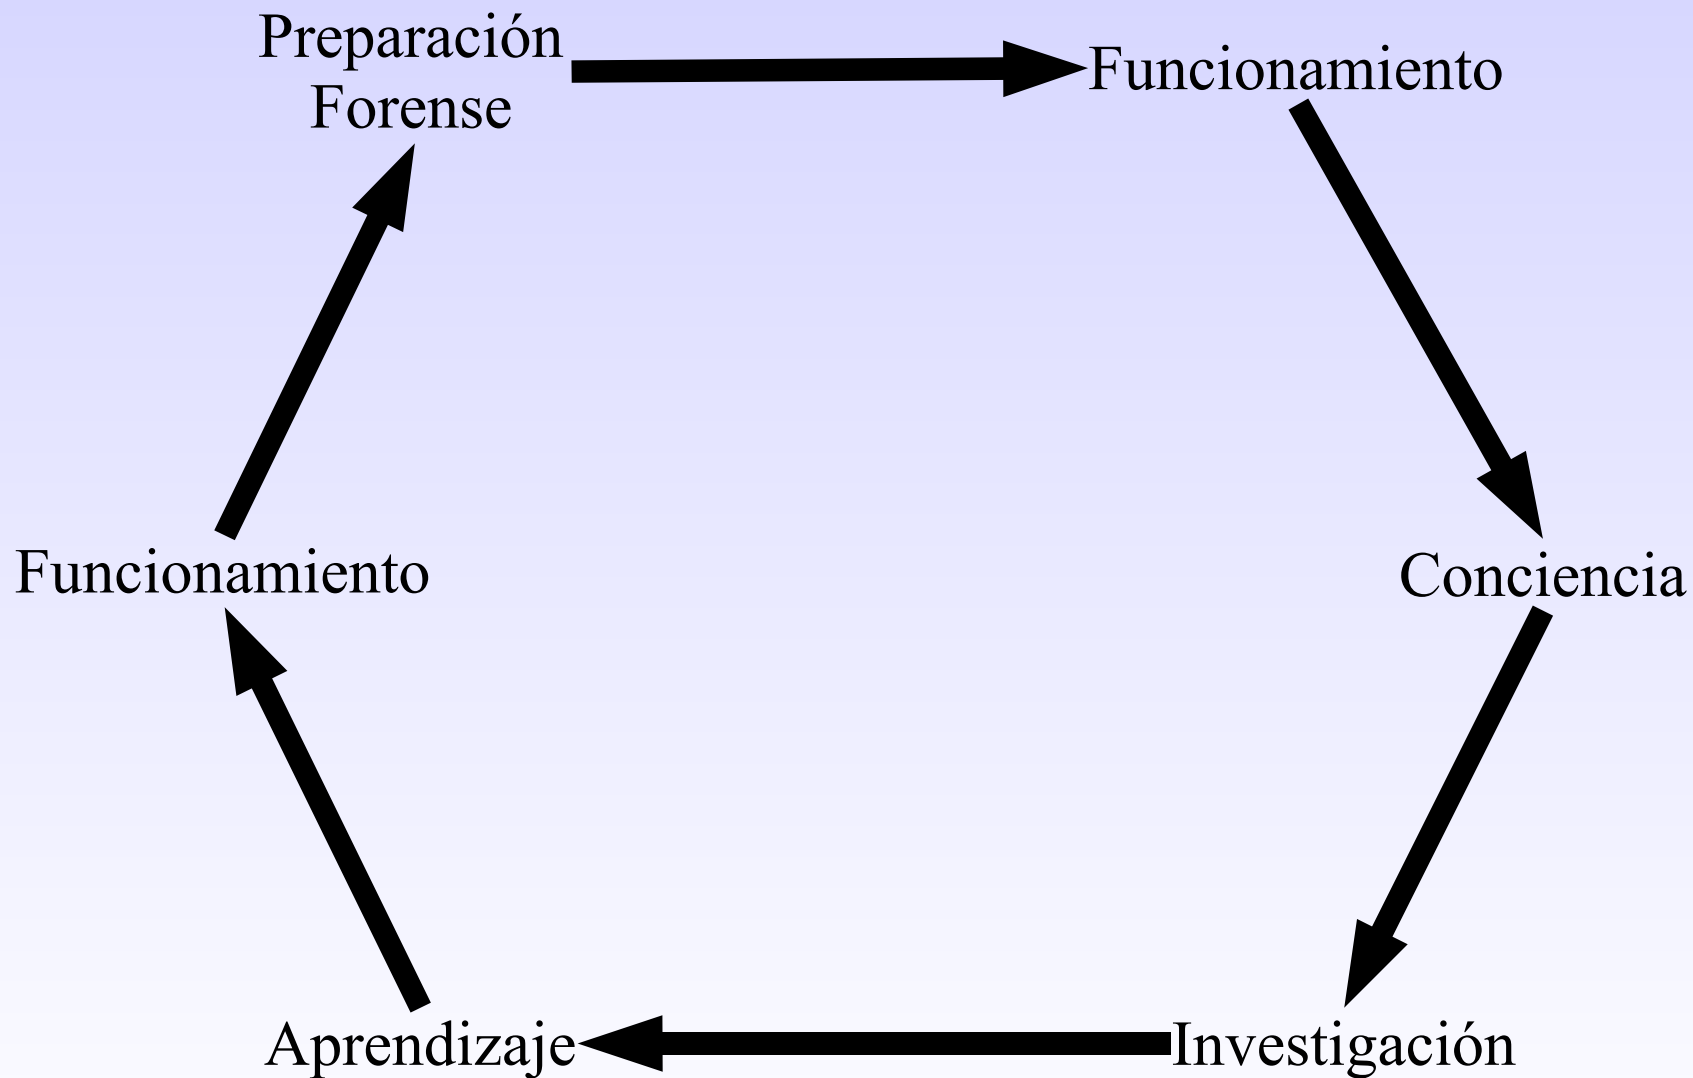 Preparación
Forense
Funcionamiento
Funcionamiento
Conciencia
Aprendizaje
Investigación